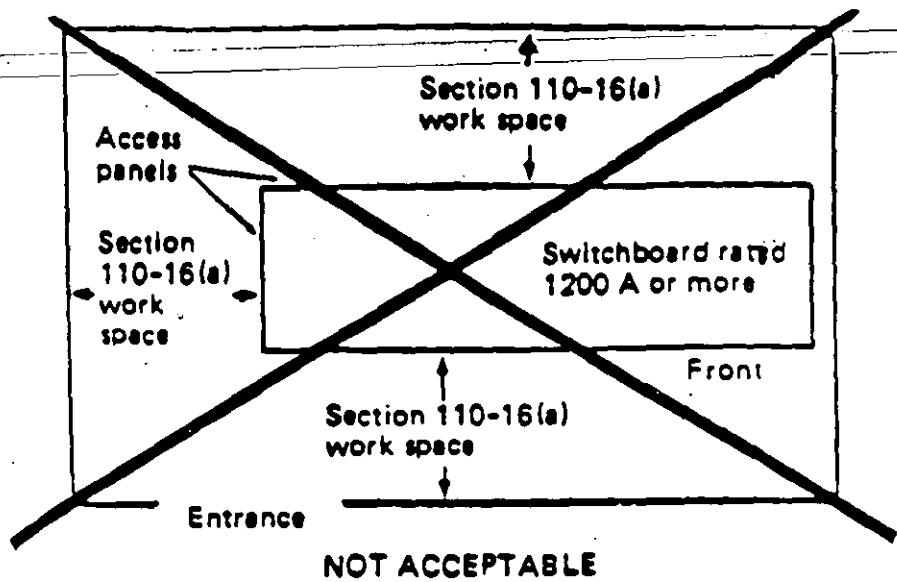 Section 110-16(a)
work space
Access
panels
Section
110-16(a)
work
space
Switchboard rated
1200 A or more
Front
Section 110-16(a)
work space
Entrance
NOT ACCEPTABLE